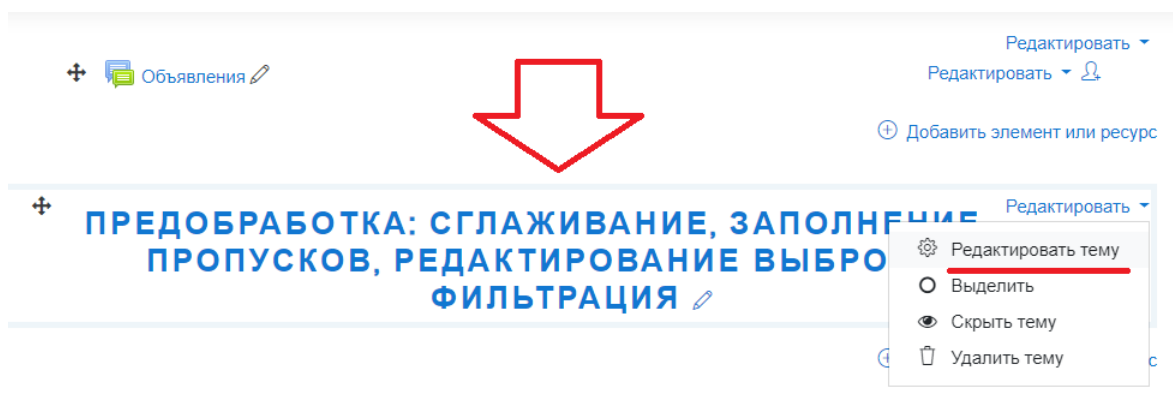 Редактировать
Объявления
Редактировать
Добавить элемент или ресурс
Редактировать
ПРЕДОБРАБОТКА: СГЛАЖИВАНИЕ, ЗАПОЛНЕНИЕ
ПРОПУСКОВ, РЕДАКТИРОВАНИЕ ВЫБРО
ФИЛЬТРАЦИЯ
Редактировать тему
Выделить
Скрыть тему
Удалить тему
с